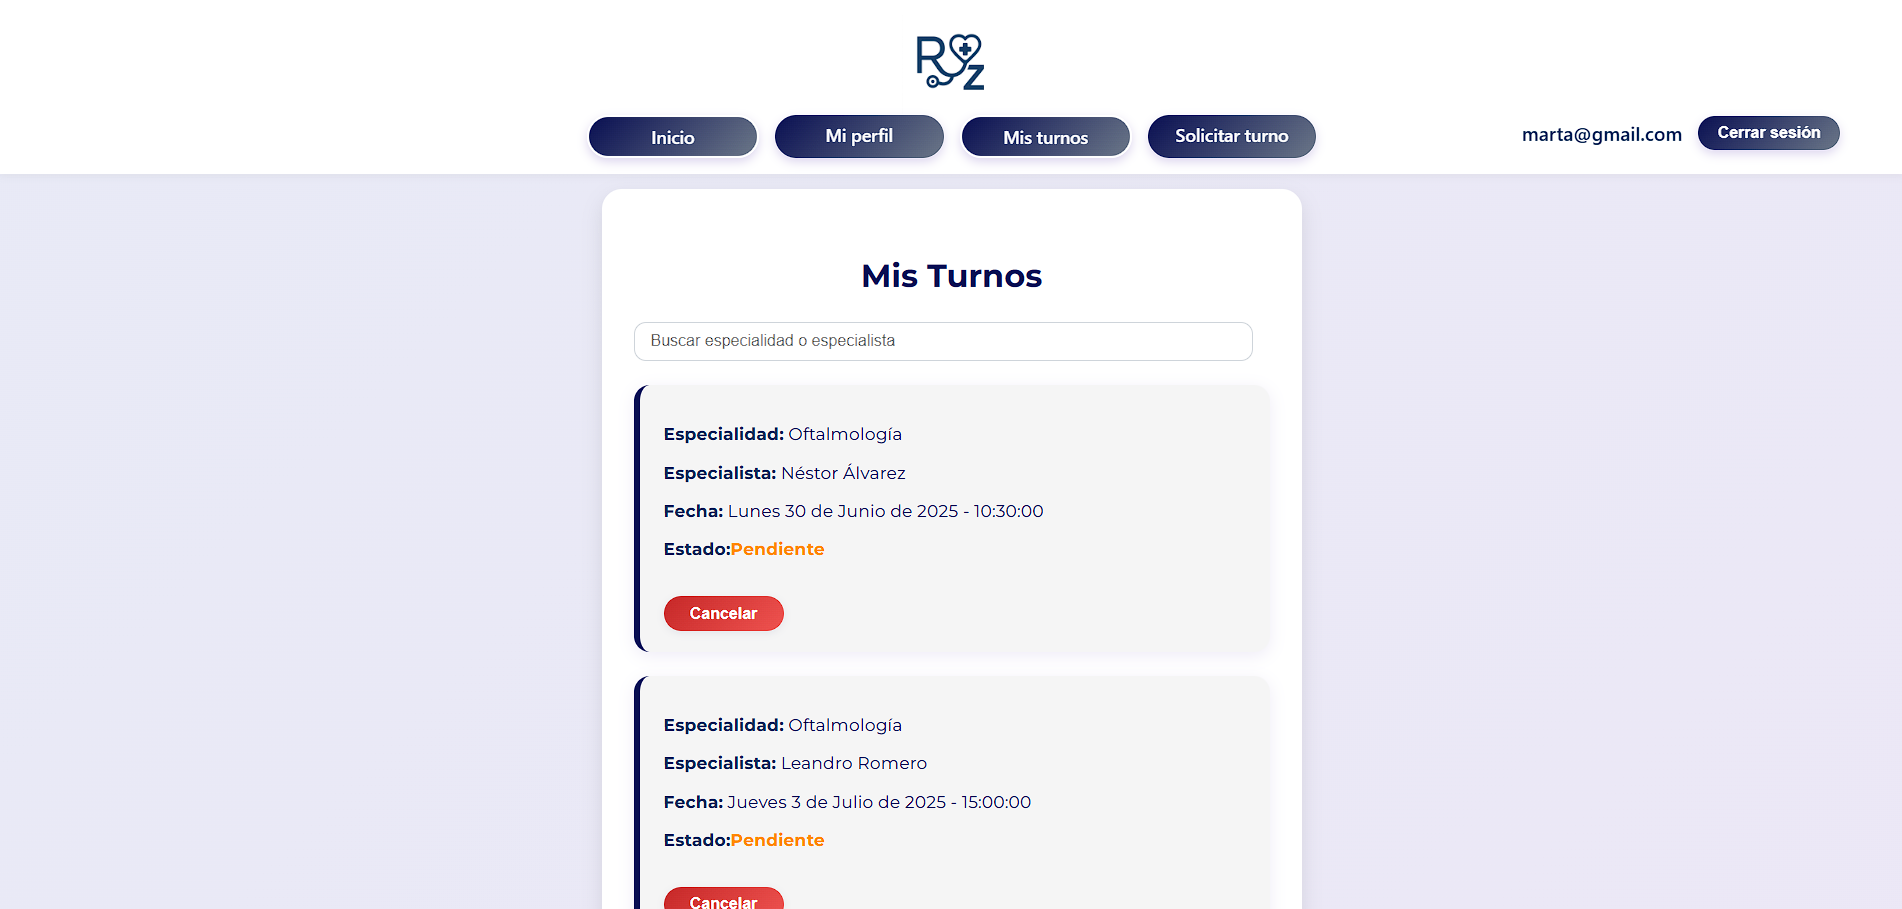 RUZ
Inicio
Mi perfil
Mis turnos
Solicitar turno
marta@gmail.com
Cerrar sesión
Mis Turnos
Buscar especialidad o especialista
Especialidad: Oftalmología
Especialista: Néstor Álvarez
Fecha: Lunes 30 de Junio de 2025 - 10:30:00
Estado:Pendiente
Cancelar
Especialidad: Oftalmología
Especialista: Leandro Romero
Fecha: Jueves 3 de Julio de 2025 - 15:00:00
Estado:Pendiente
Cancelar